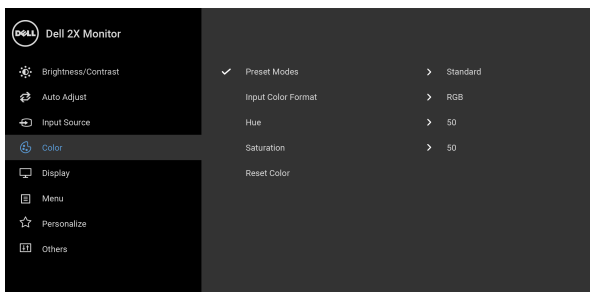 DELL Dell 2X Monitor
Brightness/Contrast
Auto Adjust
Input Source
Color
Display
Menu
Personalize
Others
Preset Modes Standard
Input Color Format RGB
Hue 50
Saturation 50
Reset Color